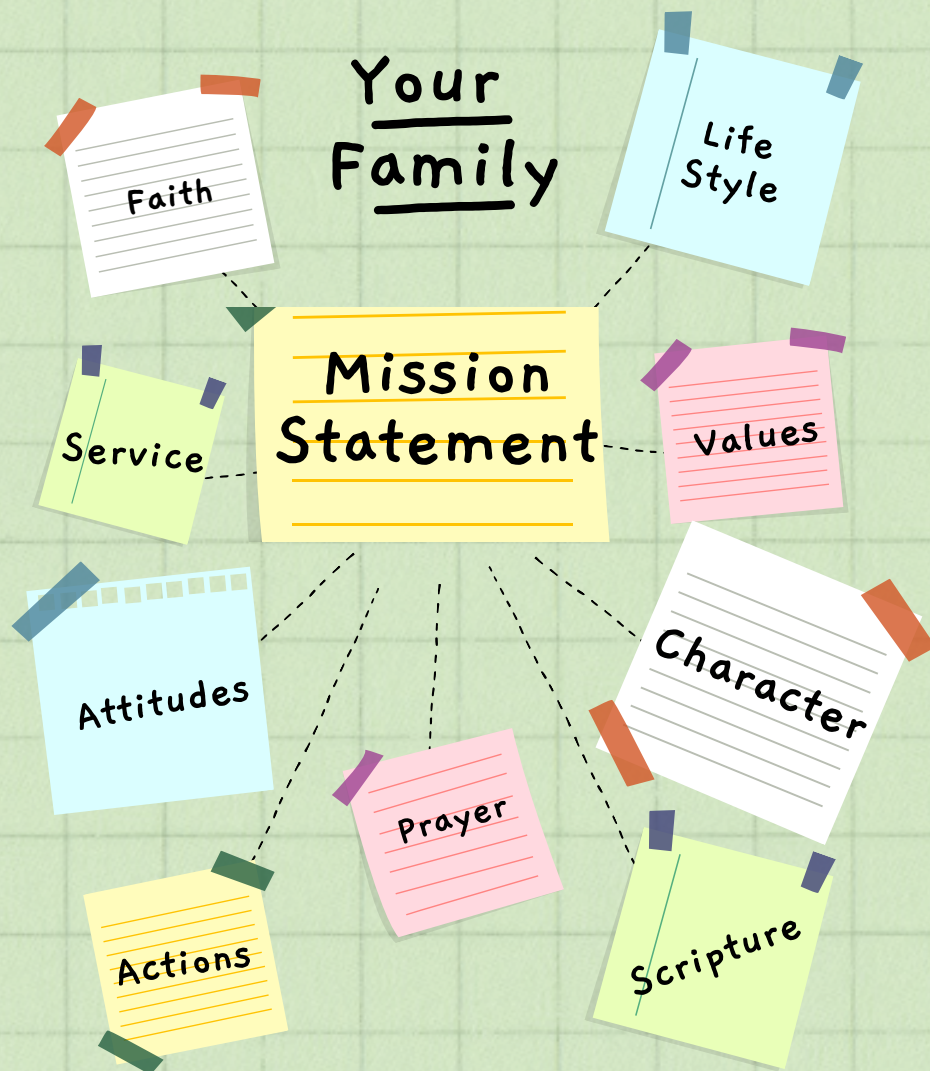 Your
Family
Faith
Life
Style
Mission
Statement
Service
Values
Attitudes
Character
Prayer
Actions
Scripture